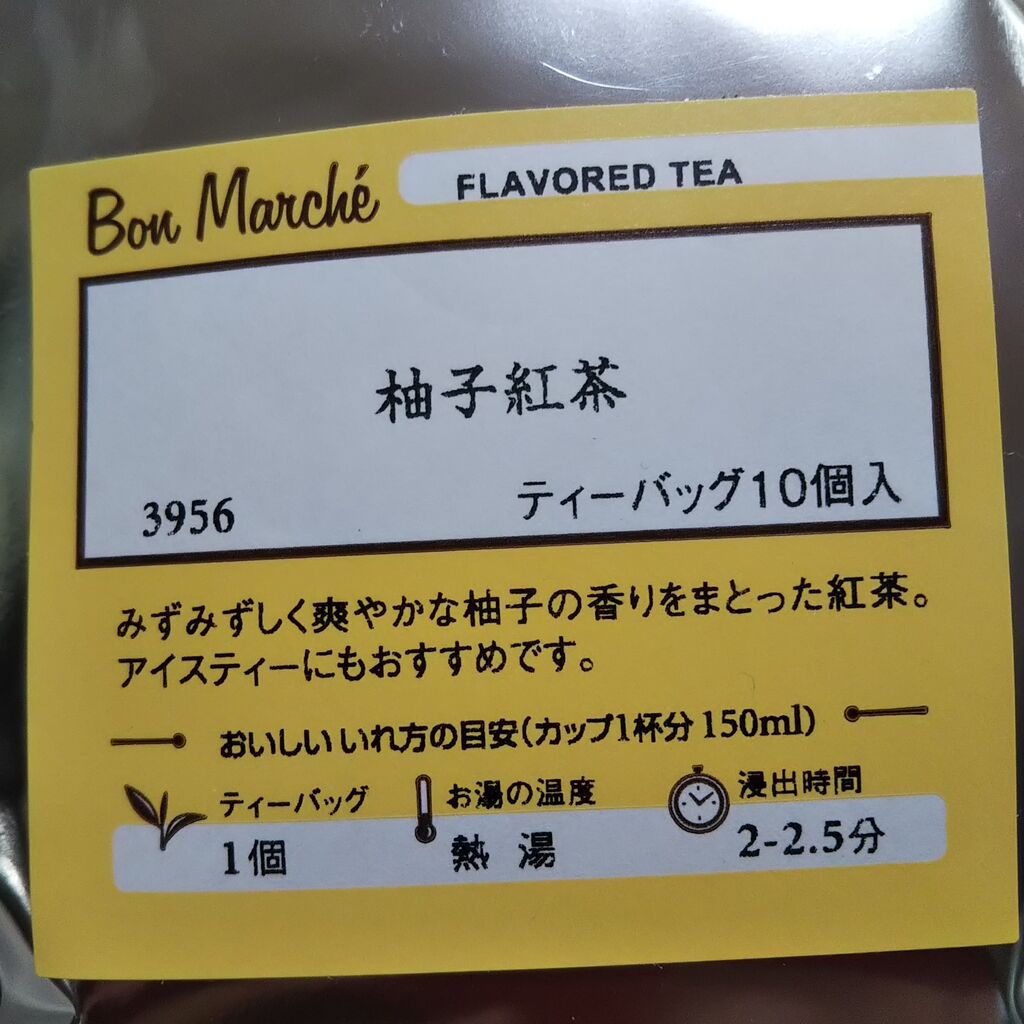 Bon Marché
FLAVORED TEA
柚子紅茶
3956
ティーバッグ10個入
みずみずしく爽やかな柚子の香りをまとった紅茶。
アイスティーにもおすすめです。
おいしいいれ方の目安(カップ1杯分 150ml)
ティーバッグ
1個
お湯の温度
熱 湯
浸出時間
2-2.5分